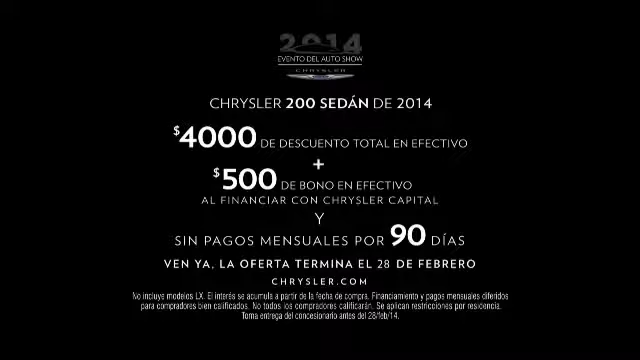 2014
EVENTO DEL AUTO SHOW
CHRYSLER
CHRYSLER 200 SEDÁN DE 2014
$4000 DE DESCUENTO TOTAL EN EFECTIVO
+
$500 DE BONO EN EFECTIVO
AL FINANCIAR CON CHRYSLER CAPITAL
Y
SIN PAGOS MENSUALES POR 90 DÍAS
VEN YA, LA OFERTA TERMINA EL 28 DE FEBRERO
CHRYSLER.COM
No incluye modelos LX. El interés se acumula a partir de la fecha de compra. Financiamiento y pagos mensuales diferidos
para compradores bien calificados. No todos los compradores calificarán. Se aplican restricciones por residencia.
Toma entrega del concesionario antes del 28/feb/14.